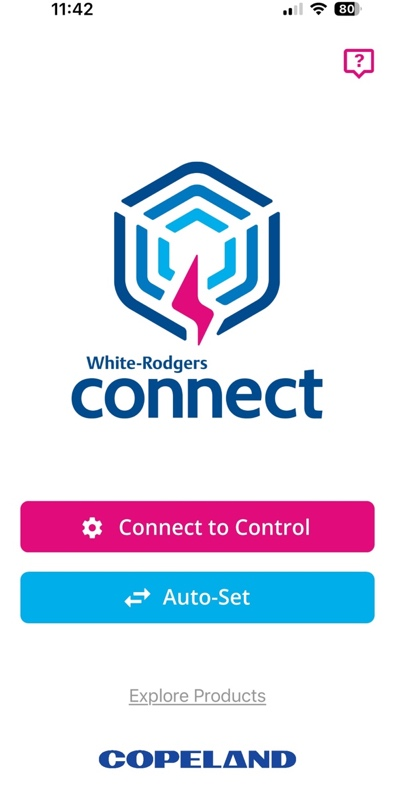 11:42
80
?
White-Rodgers
connect
Connect to Control
Auto-Set
Explore Products
COPELAND